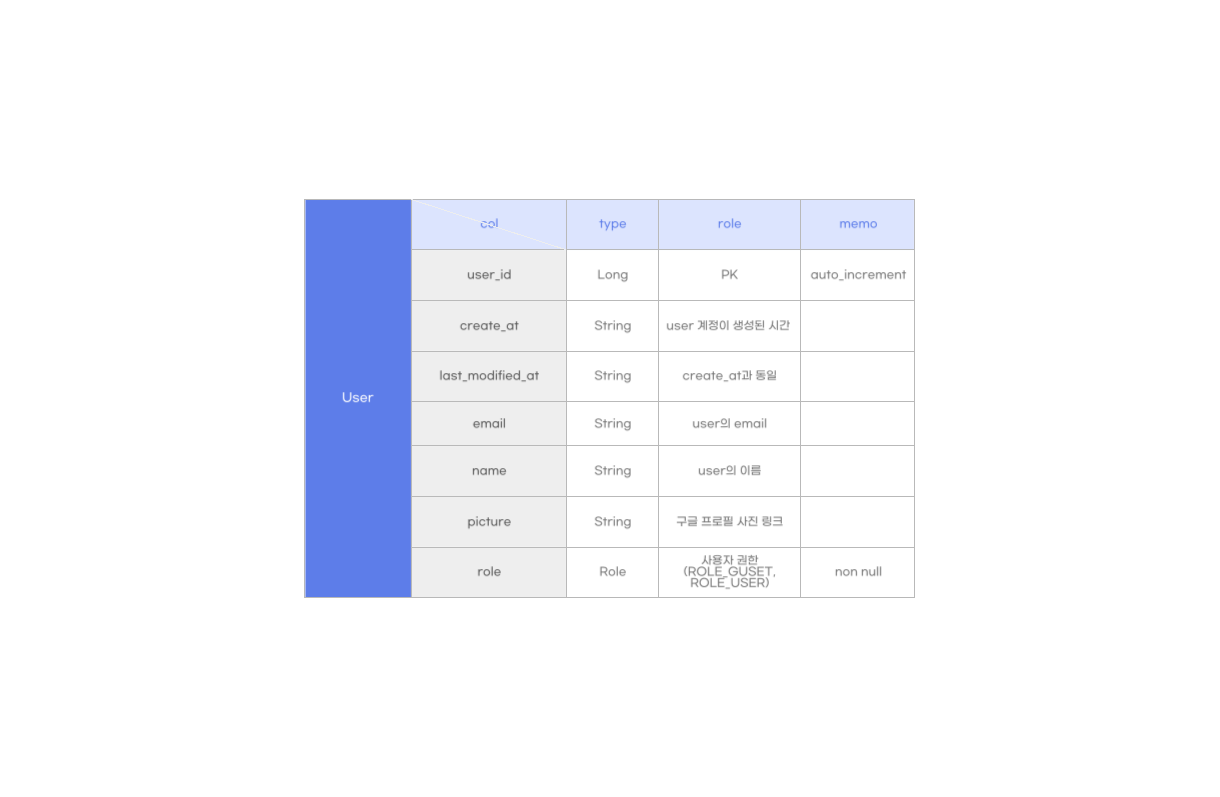 User
col type role memo
user_id Long PK auto_increment
create_at String user 계정이 생성된 시간
last_modified_at String create_at과 동일
email String user의 email
name String user의 이름
picture String 구글 프로필 사진 링크
role Role 사용자 권한
(ROLE_GUSET,
ROLE_USER) non null